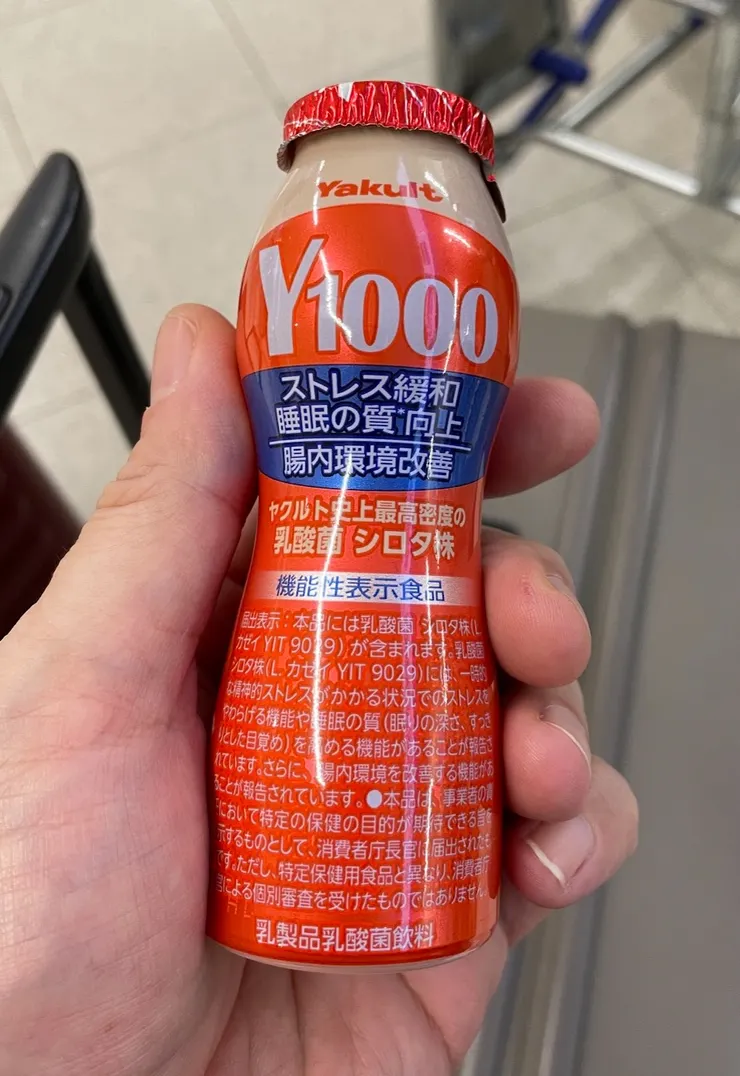 Yakult
Y1000
ストレス緩和
睡眠の質*向上
腸内環境改善
ヤクルト史上最高密度の
乳酸菌 シロタ株
機能性表示食品
届出表示：本品には乳酸菌 シロタ株(L.
カゼイ YIT 9029)が含まれます。乳酸菌
シロタ株(L.カゼイ YIT 9029)には、一時的
な精神的ストレスがかかる状況でのストレスを
やわらげる機能や睡眠の質(眠りの深さ、すっき
りとした目覚め)を高める機能があることが報告さ
れています。さらに、腸内環境を改善する機能があ
ることが報告されています。●本品は、事業者の責
において特定の保健の目的が期待できる旨を
示するものとして、消費者庁長官に届出されたも
です。ただし、特定保健用食品と異なり、消費者庁
官による個別審査を受けたものではありません。
乳製品乳酸菌飲料